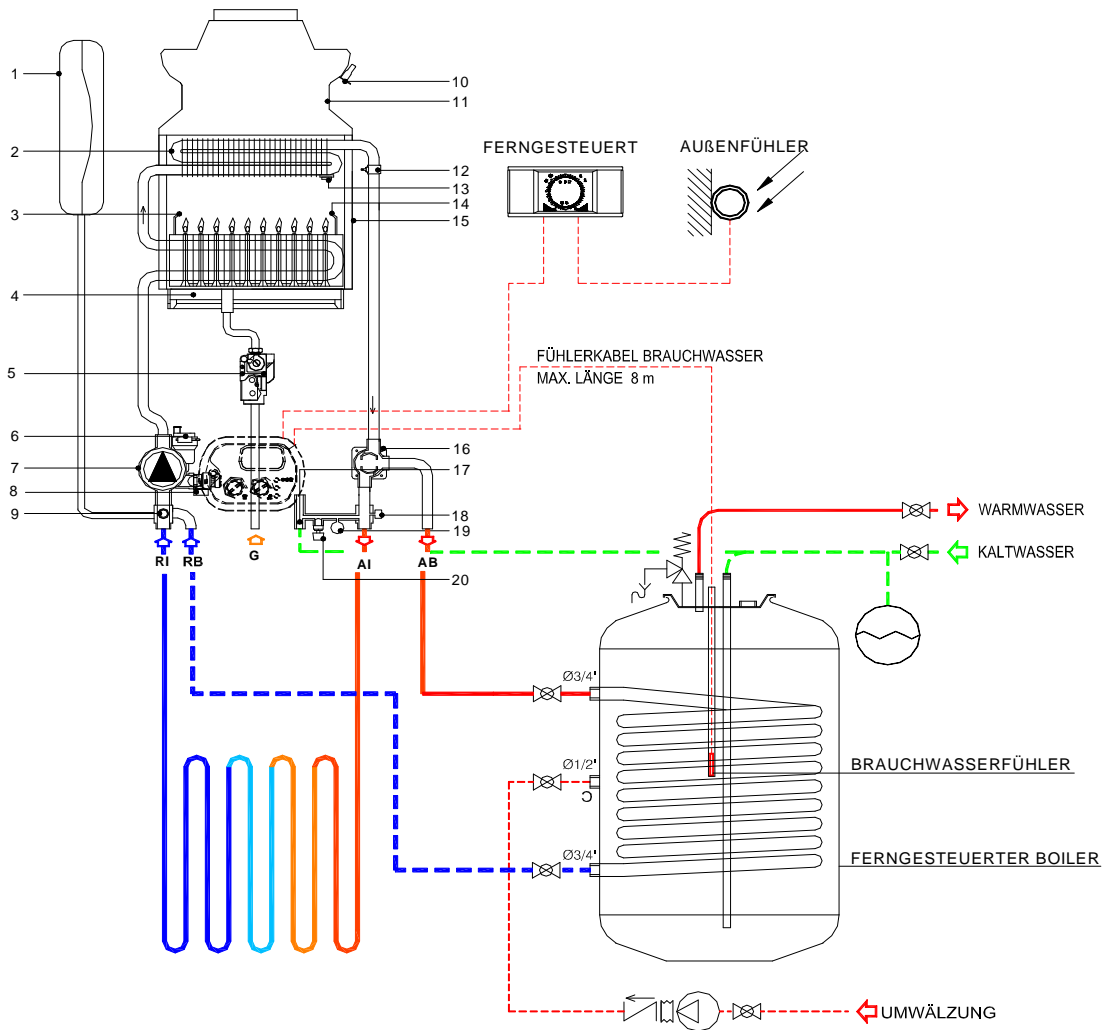 1
2
3
4
5
6
7
8
9
10
11
12
13
14
15
16
17
18
19
20
FERNGESTEUERT
AUßENFÜHLER
FÜHLERKABEL BRAUCHWASSER
MAX. LÄNGE 8 m
RI
RB
G
AI
AB
WARMWASSER
KALTWASSER
Ø3/4'
Ø1/2'
Ø3/4'
BRAUCHWASSERFÜHLER
FERNGESTEUERTER BOILER
UMWÄLZUNG